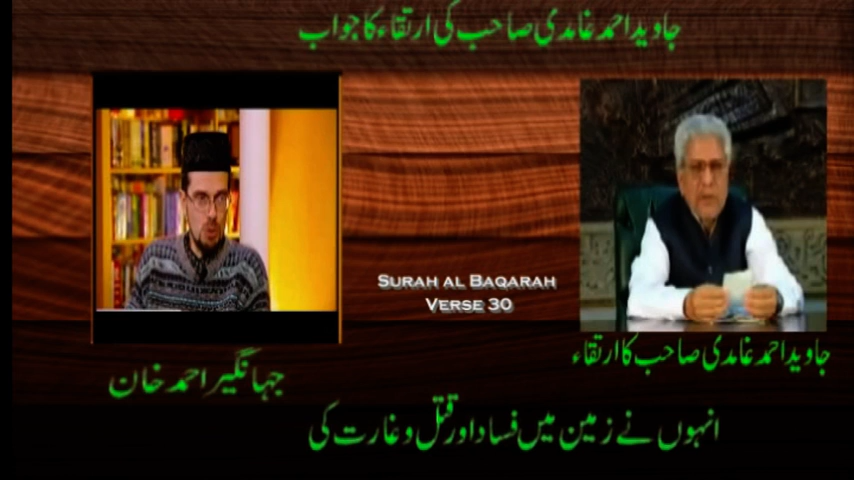 جاوید احمد غامدی صاحب کی ارتقاء کا جواب
SURAH AL BAQARAH
VERSE 30
جاوید احمد غامدی صاحب کا ارتقاء
جہانگیر احمد خان
انہوں نے زمین میں فساد اور قتل و غارت کی